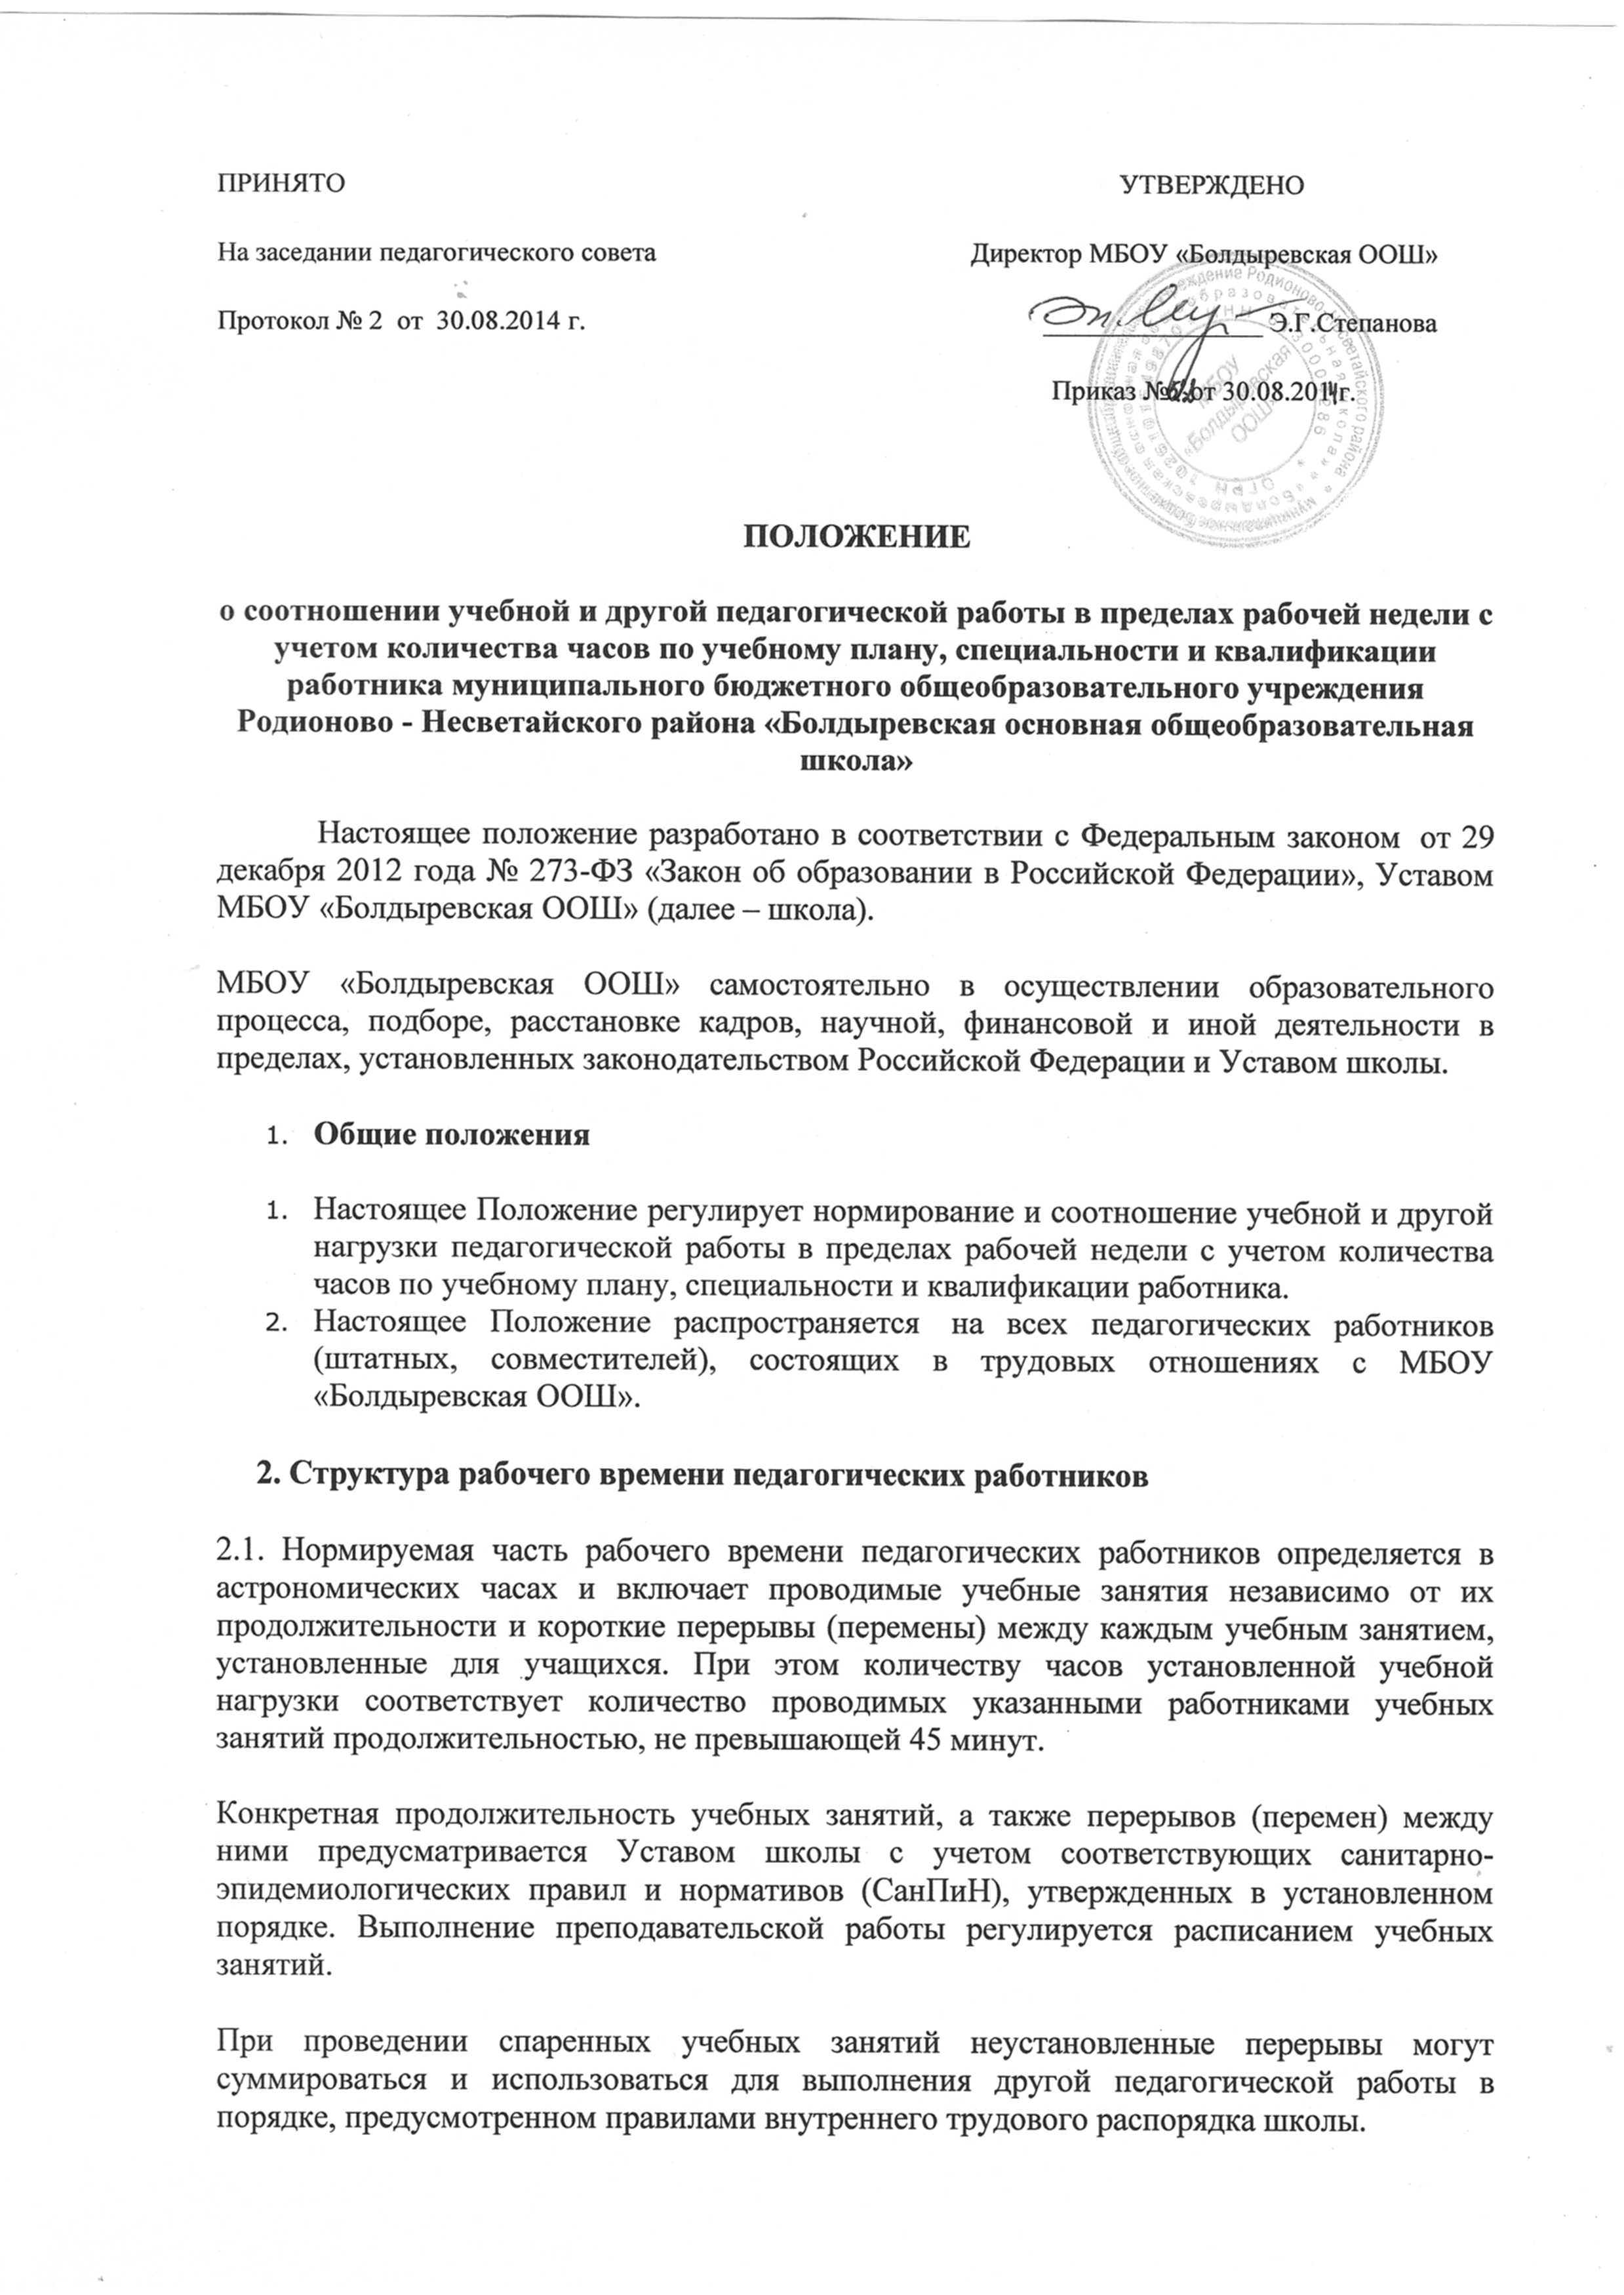 ПРИНЯТО
УТВЕРЖДЕНО
На заседании педагогического совета
Директор МБОУ «Болдыревская ООШ»
Протокол № 2 от 30.08.2014 г.
Э.Г.Степанова
Приказ № от 30.08.2014г.
МБОУ
«Болдыревская
ООШ»
ПОЛОЖЕНИЕ
о соотношении учебной и другой педагогической работы в пределах рабочей недели с
учетом количества часов по учебному плану, специальности и квалификации
работника муниципального бюджетного общеобразовательного учреждения
Родионово - Несветайского района «Болдыревская основная общеобразовательная
школа»
Настоящее положение разработано в соответствии с Федеральным законом от 29
декабря 2012 года № 273-ФЗ «Закон об образовании в Российской Федерации», Уставом
МБОУ «Болдыревская ООШ» (далее – школа).
МБОУ «Болдыревская ООШ» самостоятельно в осуществлении образовательного
процесса, подборе, расстановке кадров, научной, финансовой и иной деятельности в
пределах, установленных законодательством Российской Федерации и Уставом школы.
1. Общие положения
1. Настоящее Положение регулирует нормирование и соотношение учебной и другой
нагрузки педагогической работы в пределах рабочей недели с учетом количества
часов по учебному плану, специальности и квалификации работника.
2. Настоящее Положение распространяется на всех педагогических работников
(штатных, совместителей), состоящих в трудовых отношениях с МБОУ
«Болдыревская ООШ».
2. Структура рабочего времени педагогических работников
2.1. Нормируемая часть рабочего времени педагогических работников определяется в
астрономических часах и включает проводимые учебные занятия независимо от их
продолжительности и короткие перерывы (перемены) между каждым учебным занятием,
установленные для учащихся. При этом количеству часов установленной учебной
нагрузки соответствует количество проводимых указанными работниками учебных
занятий продолжительностью, не превышающей 45 минут.
Конкретная продолжительность учебных занятий, а также перерывов (перемен) между
ними предусматривается Уставом школы с учетом соответствующих санитарно-
эпидемиологических правил и нормативов (СанПиН), утвержденных в установленном
порядке. Выполнение преподавательской работы регулируется расписанием учебных
занятий.
При проведении спаренных учебных занятий неустановленные перерывы могут
суммироваться и использоваться для выполнения другой педагогической работы в
порядке, предусмотренном правилами внутреннего трудового распорядка школы.